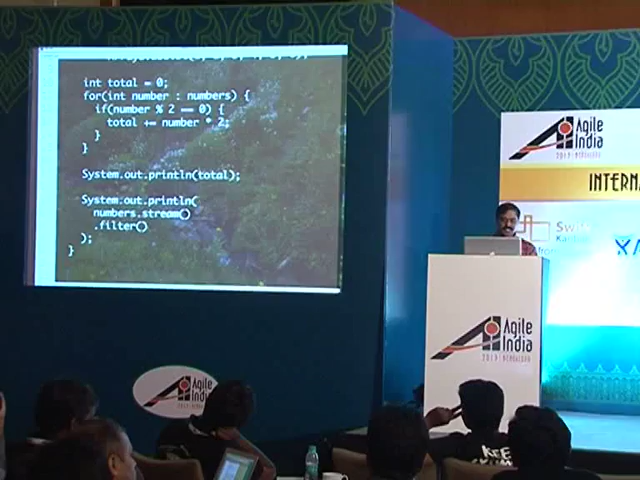 int total = 0;
for(int number : numbers) {
if(number % 2 == 0) {
total += number * 2;
}
}
System.out.println(total);
System.out.println(
numbers.stream()
.filter()
);
}
Agile
India
INTERN
Agile
India
Agile
India
KEE